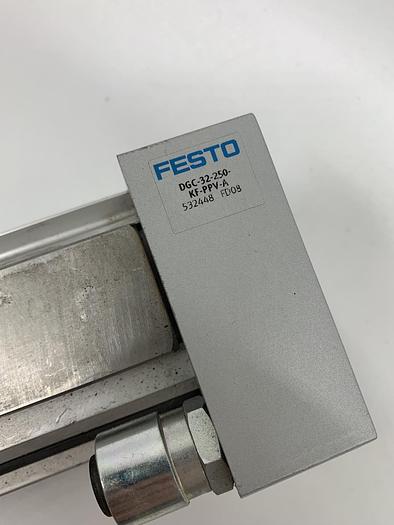 FESTO
DGC-32-250-
KF-PPV-A
532448 FD08